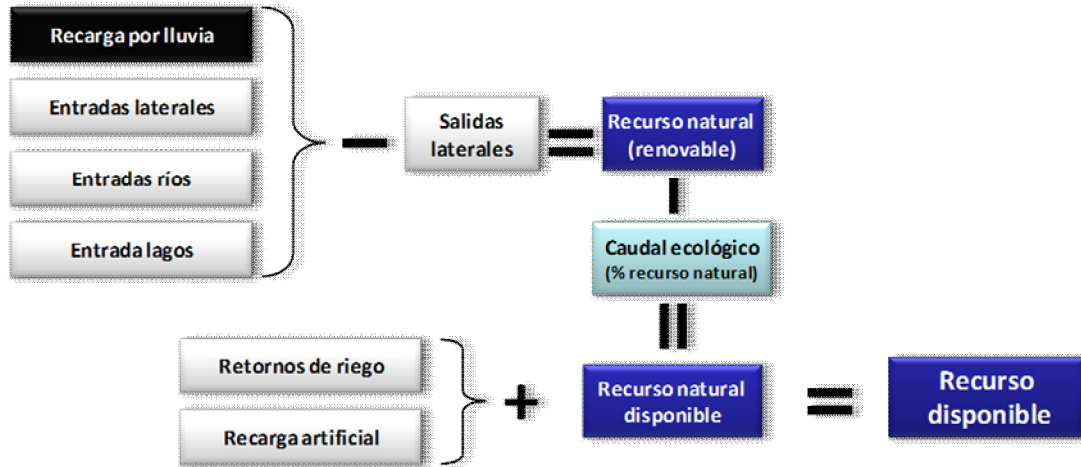 Recarga por lluvia
Entradas laterales
Entradas ríos
Entrada lagos
Salidas
laterales
Recurso natural
(renovable)
Caudal ecológico
(% recurso natural)
Retornos de riego
Recarga artificial
Recurso natural
disponible
Recurso
disponible